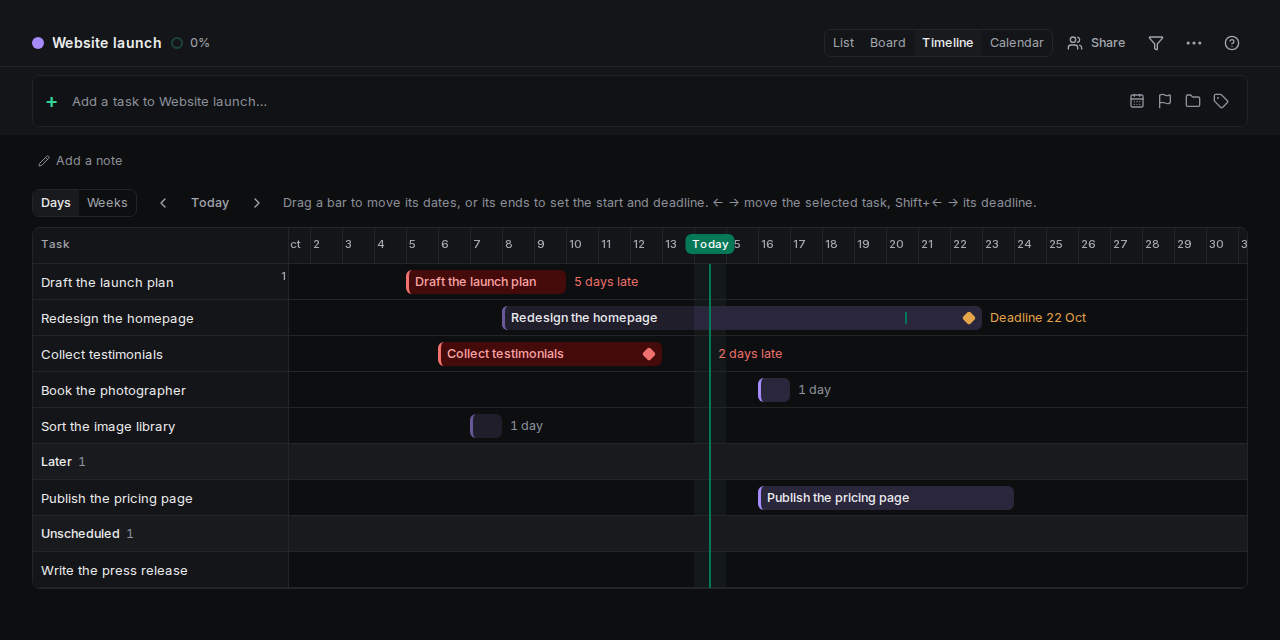 Website launch 0% List Board Timeline Calendar Share
Add a task to Website launch...
Add a note
Days Weeks Today Drag a bar to move its dates, or its ends to set the start and deadline. ← → move the selected task, Shift+← → its deadline.
Task ct 2 3 4 5 6 7 8 9 10 11 12 13 Today 5 16 17 18 19 20 21 22 23 24 25 26 27 28 29 30 3
Draft the launch plan 1 Draft the launch plan 5 days late
Redesign the homepage Redesign the homepage Deadline 22 Oct
Collect testimonials Collect testimonials 2 days late
Book the photographer 1 day
Sort the image library 1 day
Later 1
Publish the pricing page Publish the pricing page
Unscheduled 1
Write the press release